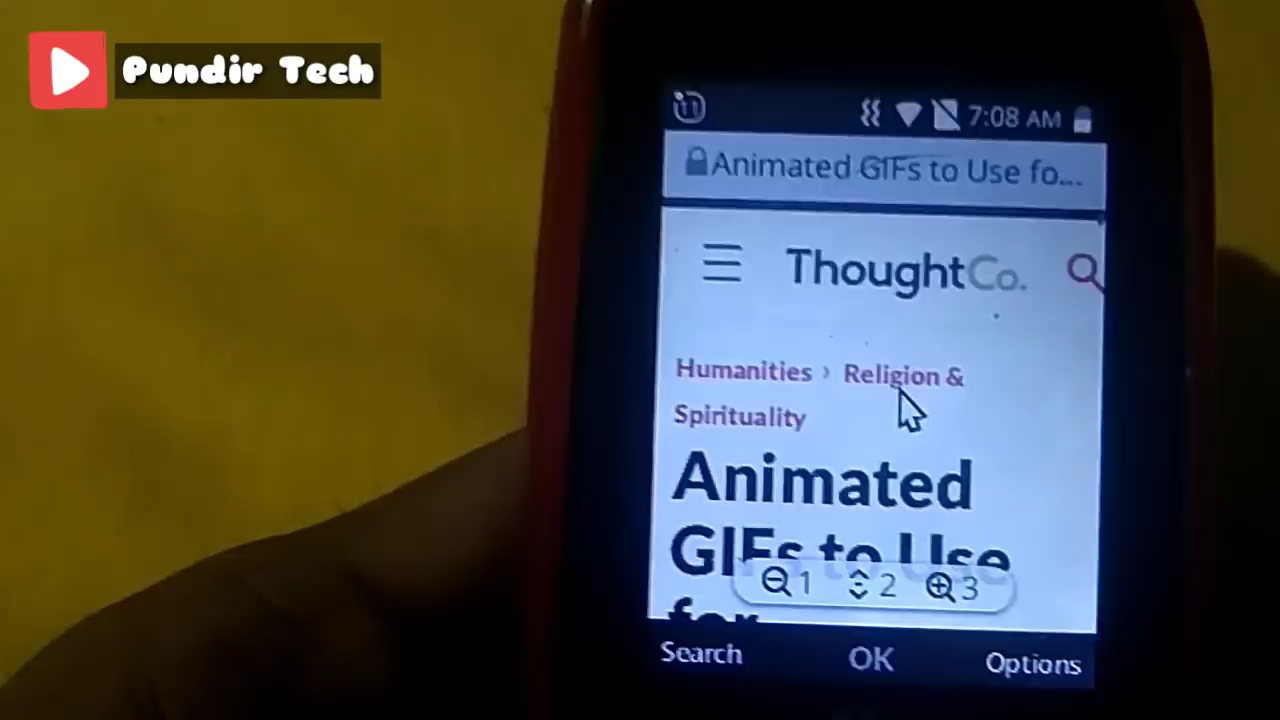 Pundir Tech
7:08 AM
Animated GIFs to Use fo...
ThoughtCo.
Humanities › Religion &
Spirituality
Animated
GIFs to Use
for
1 2 3
Search OK Options